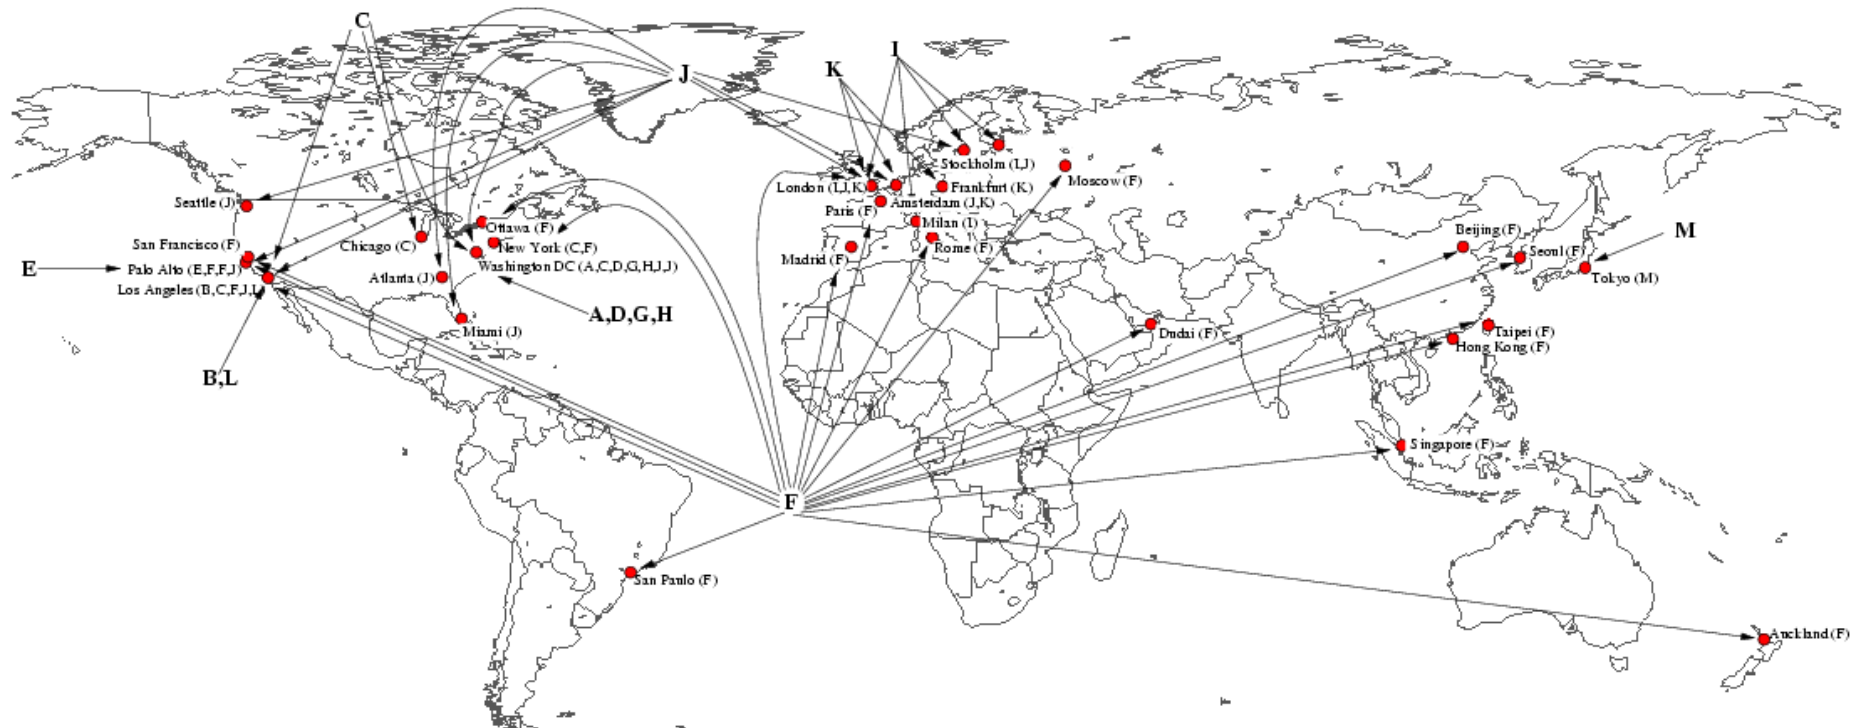 C
I
K
J
Stockholm (I,J)
Moscow (F)
London (I,J,K)
Frankfurt (K)
Seattle (J)
Amsterdam (J,K)
Paris (F)
Ottawa (F)
Milan (I)
Beijing (F)
M
San Francisco (F)
Chicago (C)
New York (C,F)
Rome (F)
Seoul (F)
Madrid (F)
E
Palo Alto (E,F,F,J)
Washington DC (A,C,D,G,H,J,J)
Atlanta (J)
Tokyo (M)
Los Angeles (B,C,F,J,L)
A,D,G,H
Miami (J)
Dudai (F)
Taipei (F)
Hong Kong (F)
B,L
Singapore (F)
F
San Paulo (F)
Auckland (F)